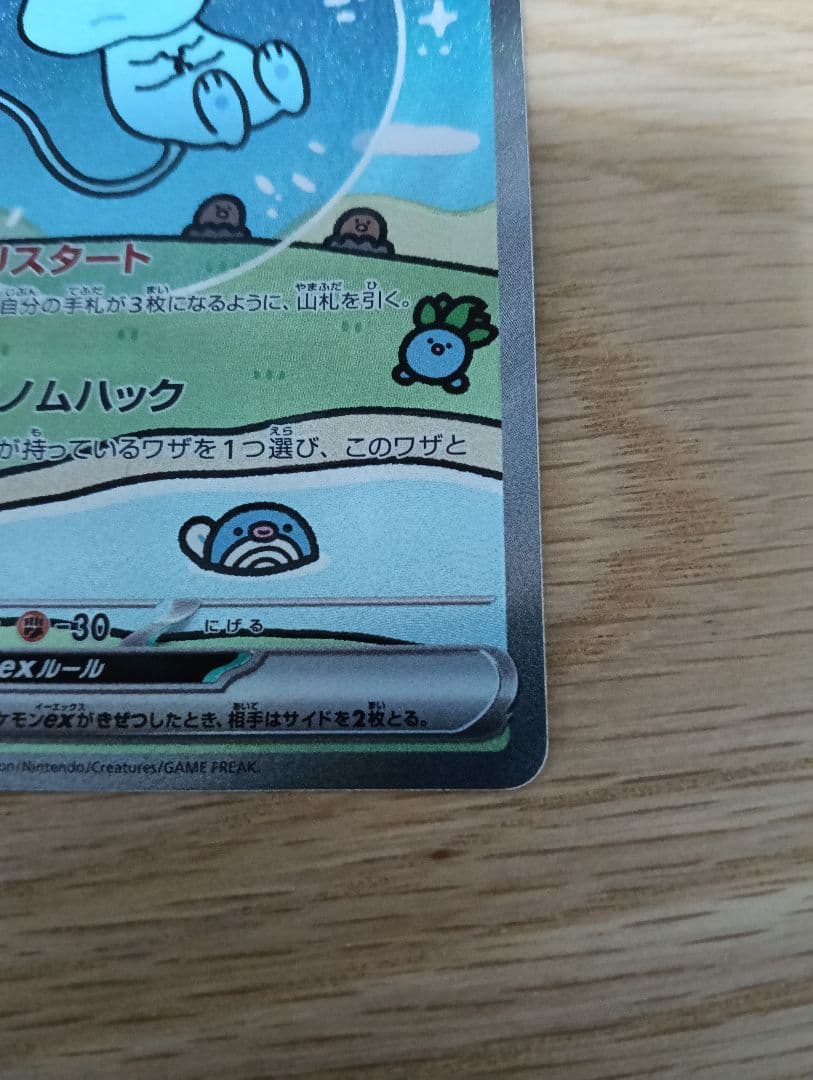 リスタート
自分の手札が3枚になるように、山札を引く。
ノムハック
が持っているワザを1つ選び、このワザと
-30 にげる
exルール
ケモンexがきぜつしたとき、相手はサイドを2枚とる。
on/Nintendo/Creatures/GAME FREAK.